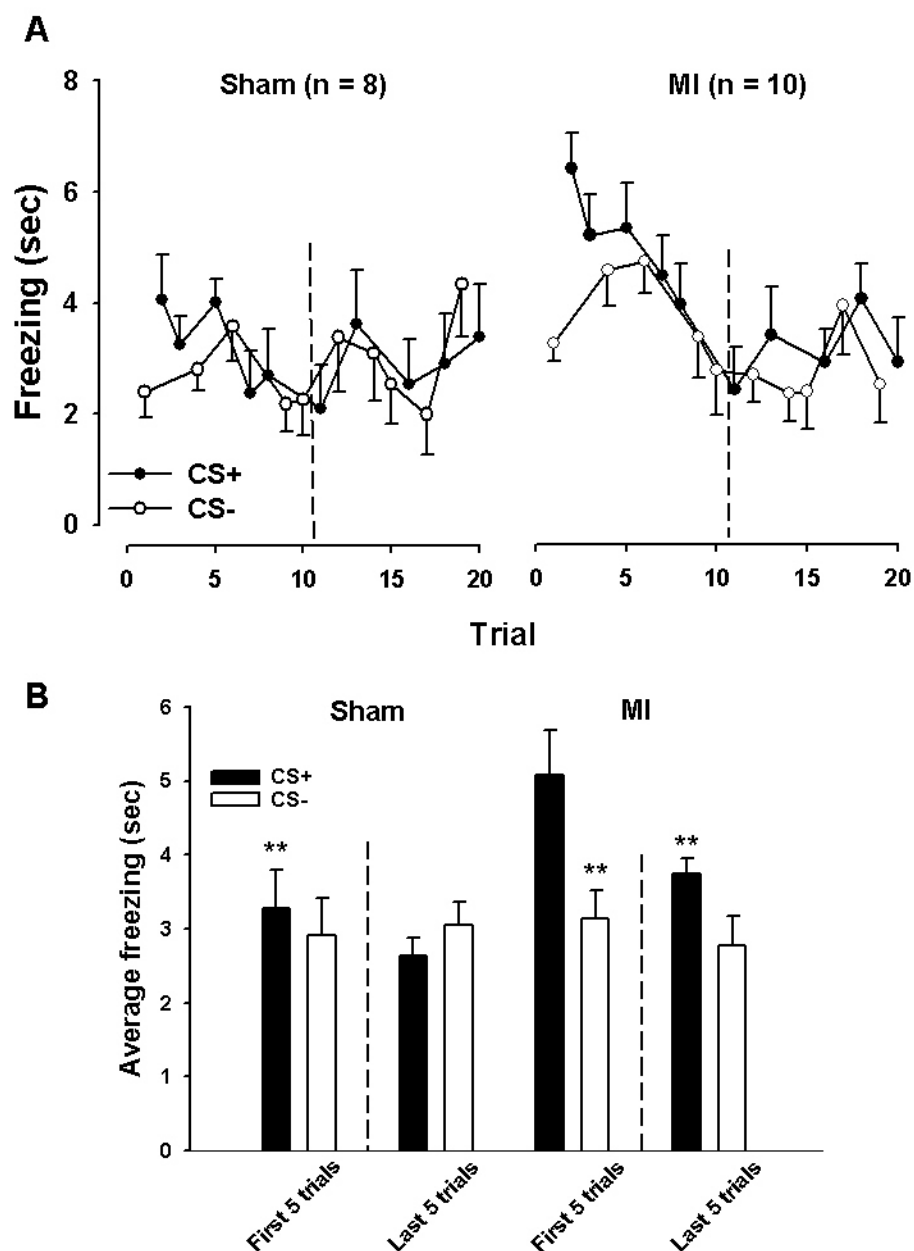 A
Sham (n = 8)
MI (n = 10)
8
6
4
2
0
Freezing (sec)
CS+
CS-
0 5 10 15 20
0 5 10 15 20
Trial
B
Sham
MI
6
5
4
3
2
1
0
Average freezing (sec)
CS+
CS-
**
**
**
First 5 trials
Last 5 trials
First 5 trials
Last 5 trials